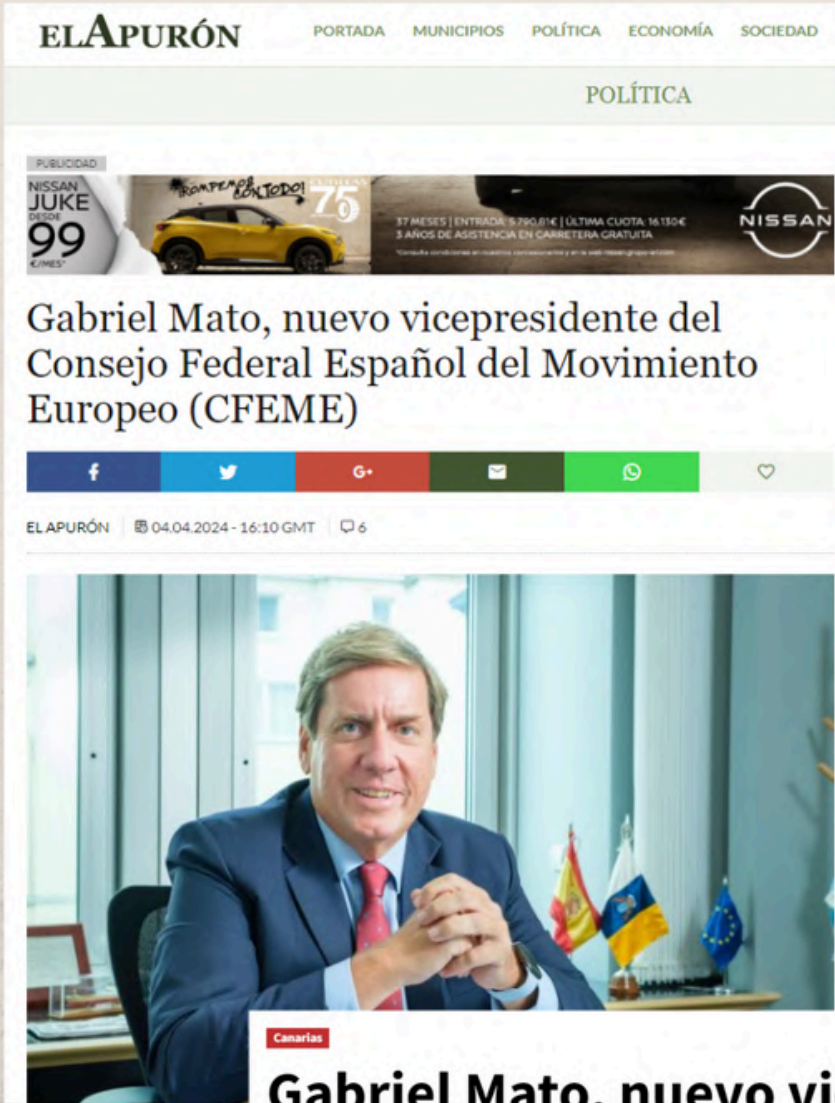 ELAPURÓN
PORTADA MUNICIPIOS POLÍTICA ECONOMÍA SOCIEDAD
POLÍTICA
PUBLICIDAD
NISSAN
JUKE
DESDE
99
€/MES*
¡ROMPEMOS CON TODO!
75
37 MESES | ENTRADA: 5.790,81€ | ÚLTIMA CUOTA: 16.130€
3 AÑOS DE ASISTENCIA EN CARRETERA GRATUITA
NISSAN
Gabriel Mato, nuevo vicepresidente del
Consejo Federal Español del Movimiento
Europeo (CFEME)
f G+
EL APURÓN 04.04.2024 - 16:10 GMT 6
Canarias
Gabriel Mato, nuevo vi